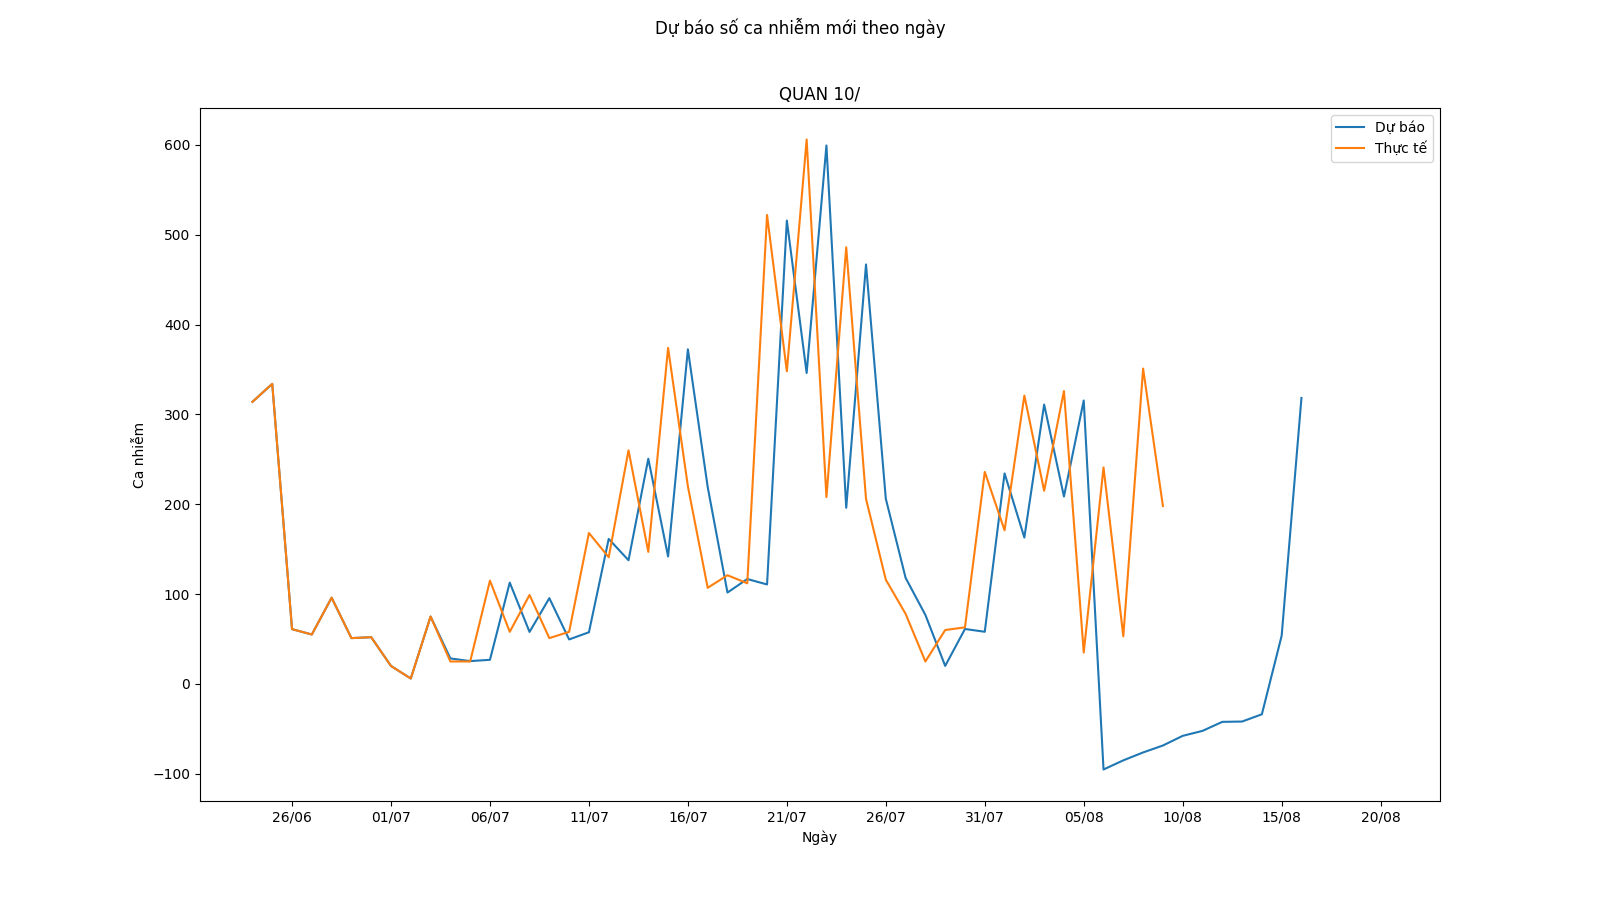 Dự báo số ca nhiễm mới theo ngày
QUAN 10/
Dự báo
Thực tế
Ca nhiễm
600
500
400
300
200
100
0
−100
26/06 01/07 06/07 11/07 16/07 21/07 26/07 31/07 05/08 10/08 15/08 20/08
Ngày